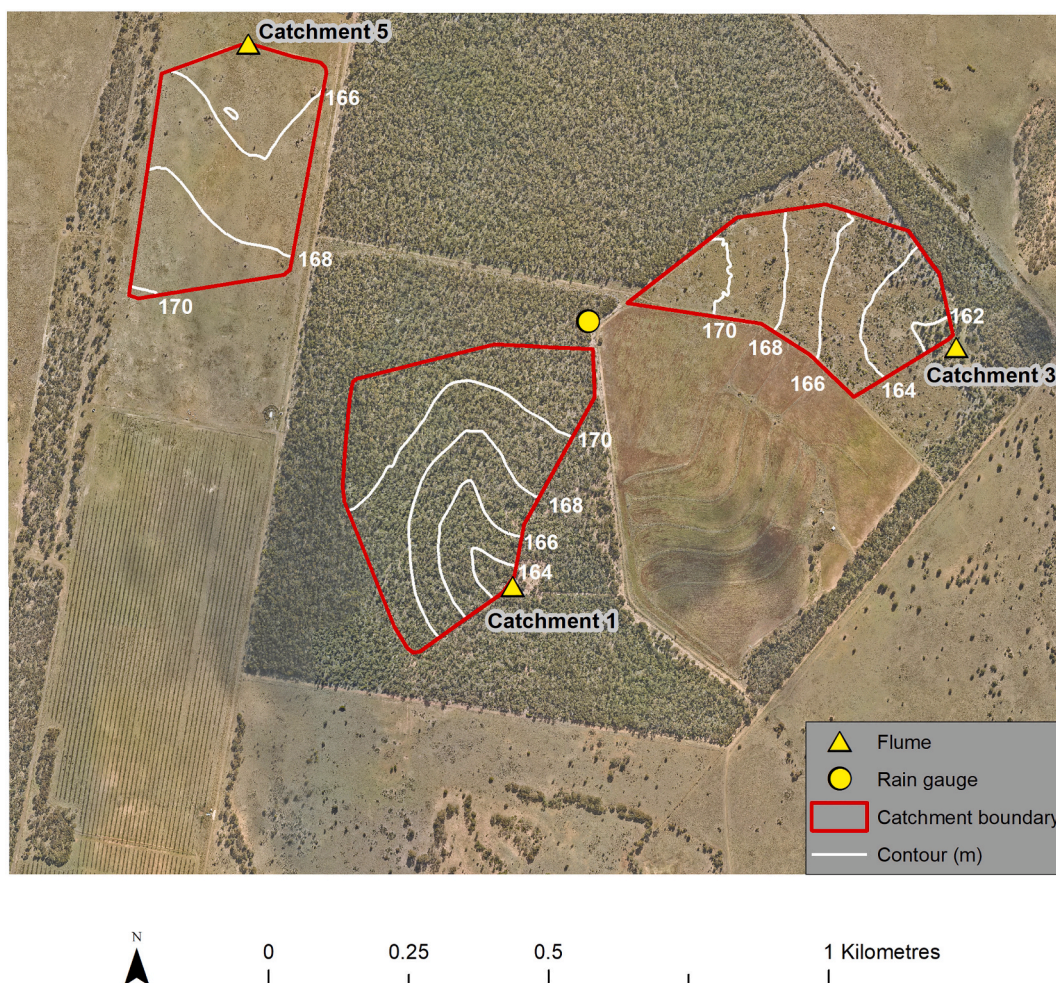 Catchment 5
166
168
170
162
170
168
166
164
Catchment 3
170
168
166
164
Catchment 1
Flume
Rain gauge
Catchment boundary
Contour (m)
N
0 0.25 0.5 1 Kilometres